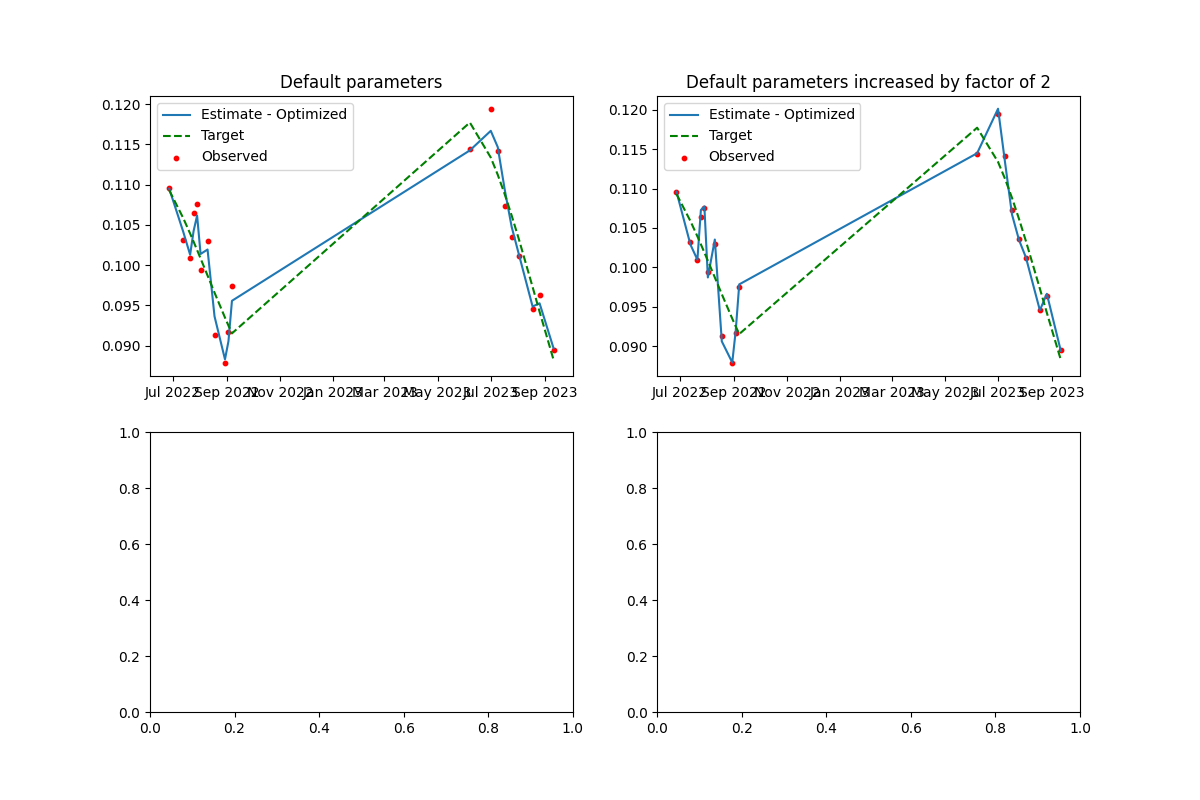 Default parameters
Default parameters increased by factor of 2
0.120
0.115
0.110
0.105
0.100
0.095
0.090
Estimate - Optimized
Target
Observed
Jul 2022 Sep 2022 Nov 2022 Jan 2023 Mar 2023 May 2023 Jul 2023 Sep 2023
0.120
0.115
0.110
0.105
0.100
0.095
0.090
Estimate - Optimized
Target
Observed
Jul 2022 Sep 2022 Nov 2022 Jan 2023 Mar 2023 May 2023 Jul 2023 Sep 2023
1.0
0.8
0.6
0.4
0.2
0.0
0.0 0.2 0.4 0.6 0.8 1.0
1.0
0.8
0.6
0.4
0.2
0.0
0.0 0.2 0.4 0.6 0.8 1.0